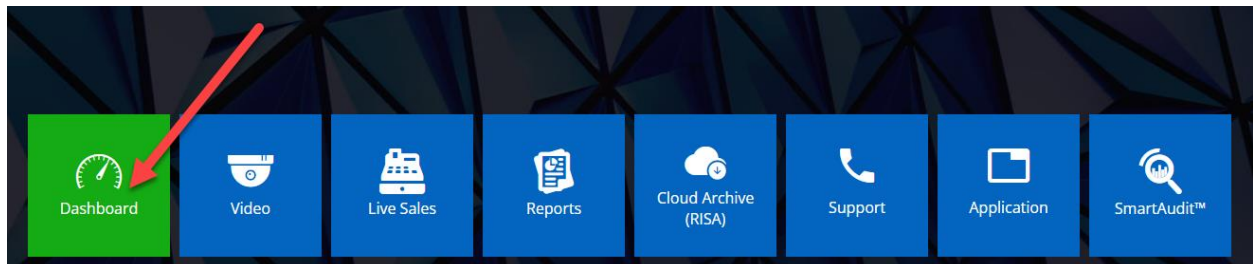 Dashboard
Video
Live Sales
Reports
Cloud Archive
(RISA)
Support
Application
SmartAudit™